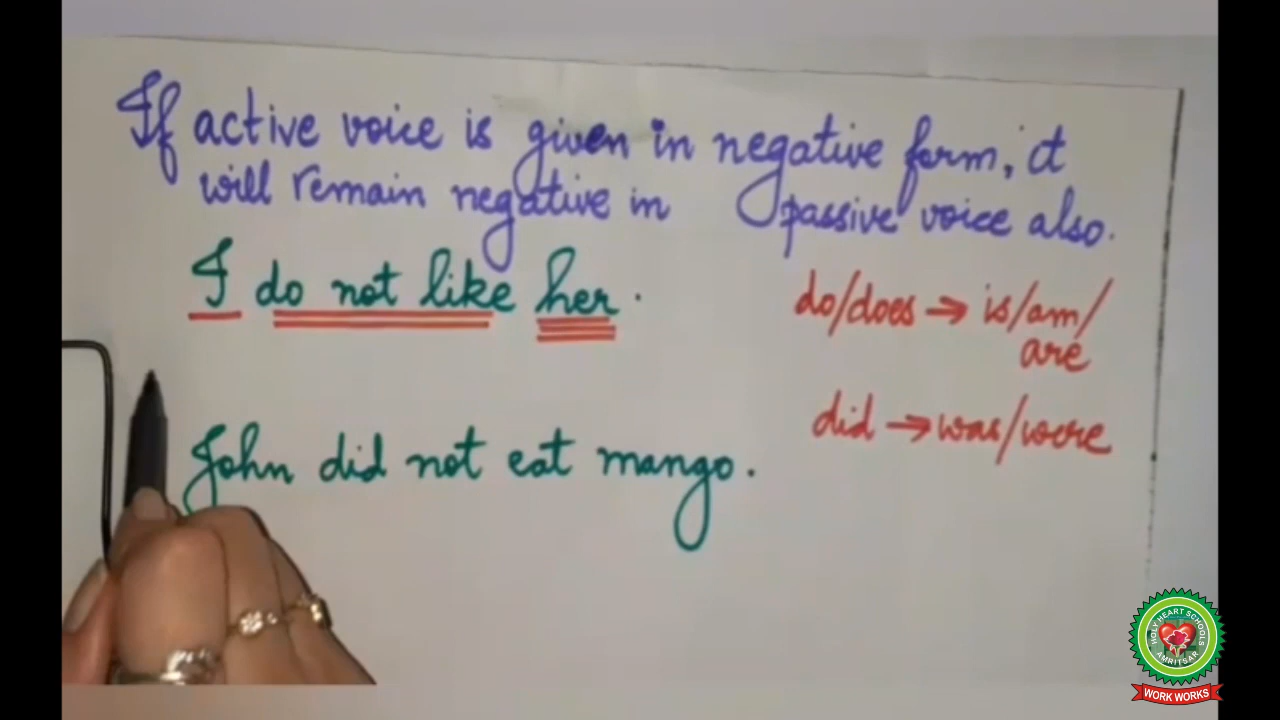 If active voice is given in negative form, it
will remain negative in passive voice also.
I do not like her.
do/does → is/am/
are
did → was/were
John did not eat mango.
HOLY HEART SCHOOLS
AMRITSAR
WORK WORKS